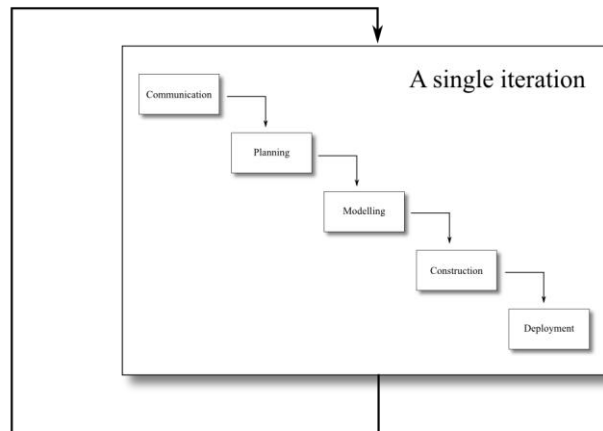 A single iteration
Communication
Planning
Modelling
Construction
Deployment